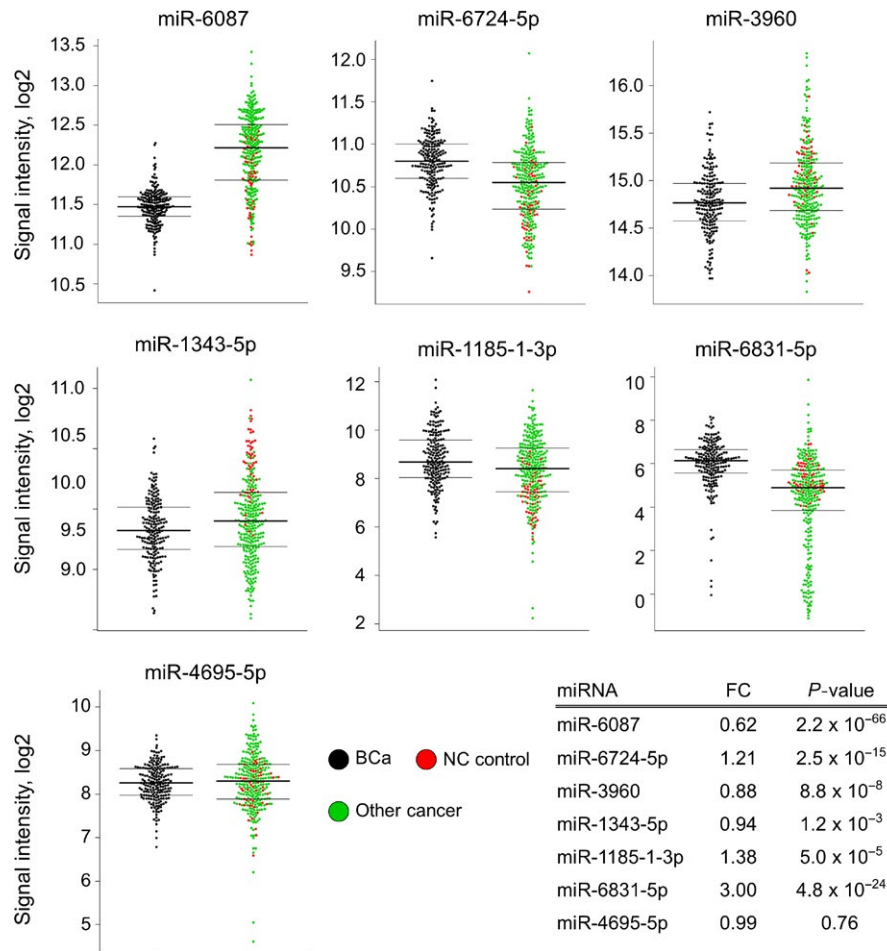 miR-6087
Signal intensity, log2
13.5
13.0
12.5
12.0
11.5
11.0
10.5
miR-6724-5p
12.0
11.5
11.0
10.5
10.0
9.5
miR-3960
16.0
15.5
15.0
14.5
14.0
miR-1343-5p
Signal intensity, log2
11.0
10.5
10.0
9.5
9.0
miR-1185-1-3p
12
10
8
6
4
2
miR-6831-5p
10
8
6
4
2
0
miR-4695-5p
Signal intensity, log2
10
9
8
7
6
5
BCa NC control
Other cancer
miRNA FC P-value
miR-6087 0.62 2.2 x 10⁻⁶⁶
miR-6724-5p 1.21 2.5 x 10⁻¹⁵
miR-3960 0.88 8.8 x 10⁻⁸
miR-1343-5p 0.94 1.2 x 10⁻³
miR-1185-1-3p 1.38 5.0 x 10⁻⁵
miR-6831-5p 3.00 4.8 x 10⁻²⁴
miR-4695-5p 0.99 0.76